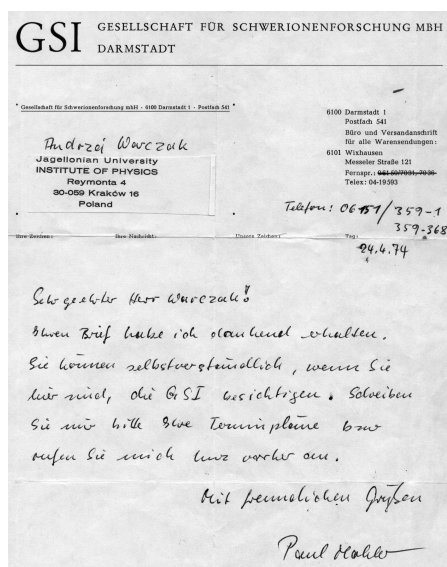 GSI GESELLSCHAFT FÜR SCHWERIONENFORSCHUNG MBH
DARMSTADT
Gesellschaft für Schwerionenforschung mbH - 6100 Darmstadt 1 - Postfach 541
Andrzej Warczak
Jagellonian University
INSTITUTE OF PHYSICS
Reymonta 4
30-059 Kraków 16
Poland
6100 Darmstadt 1
Postfach 541
Büro und Versandanschrift
für alle Warensendungen:
6101 Wixhausen
Messeler Straße 121
Fernspr.:
Telex: 04-19593
Telefon: 06151/359-1
359-368
Ihre Zeichen: Ihre Nachricht: Unsere Zeichen: Tag:
24.4.74
Sehr geehrter Herr Warczak!
Ihren Brief habe ich dankend erhalten.
Sie können selbstverständlich, wenn Sie
hier sind, die GSI besichtigen. Schreiben
Sie mir bitte Ihre Terminpläne bzw
rufen Sie mich kurz vorher an.
Mit freundlichen Grüßen
Paul